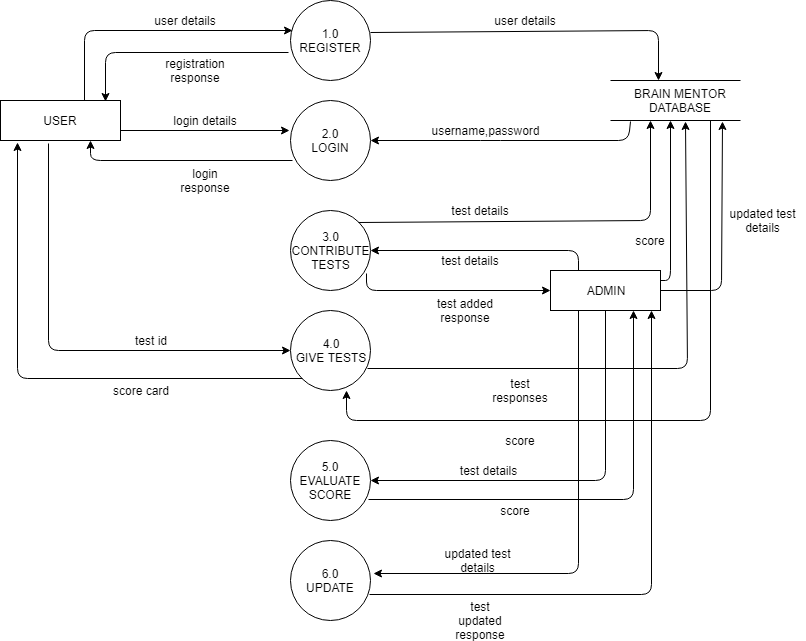 user details
1.0
REGISTER
user details
registration
response
BRAIN MENTOR
DATABASE
USER
login details
2.0
LOGIN
username,password
login
response
test details
updated test
details
3.0
CONTRIBUTE
TESTS
score
test details
ADMIN
test added
response
test id
4.0
GIVE TESTS
score card
test
responses
score
5.0
EVALUATE
SCORE
test details
score
updated test
details
6.0
UPDATE
test
updated
response